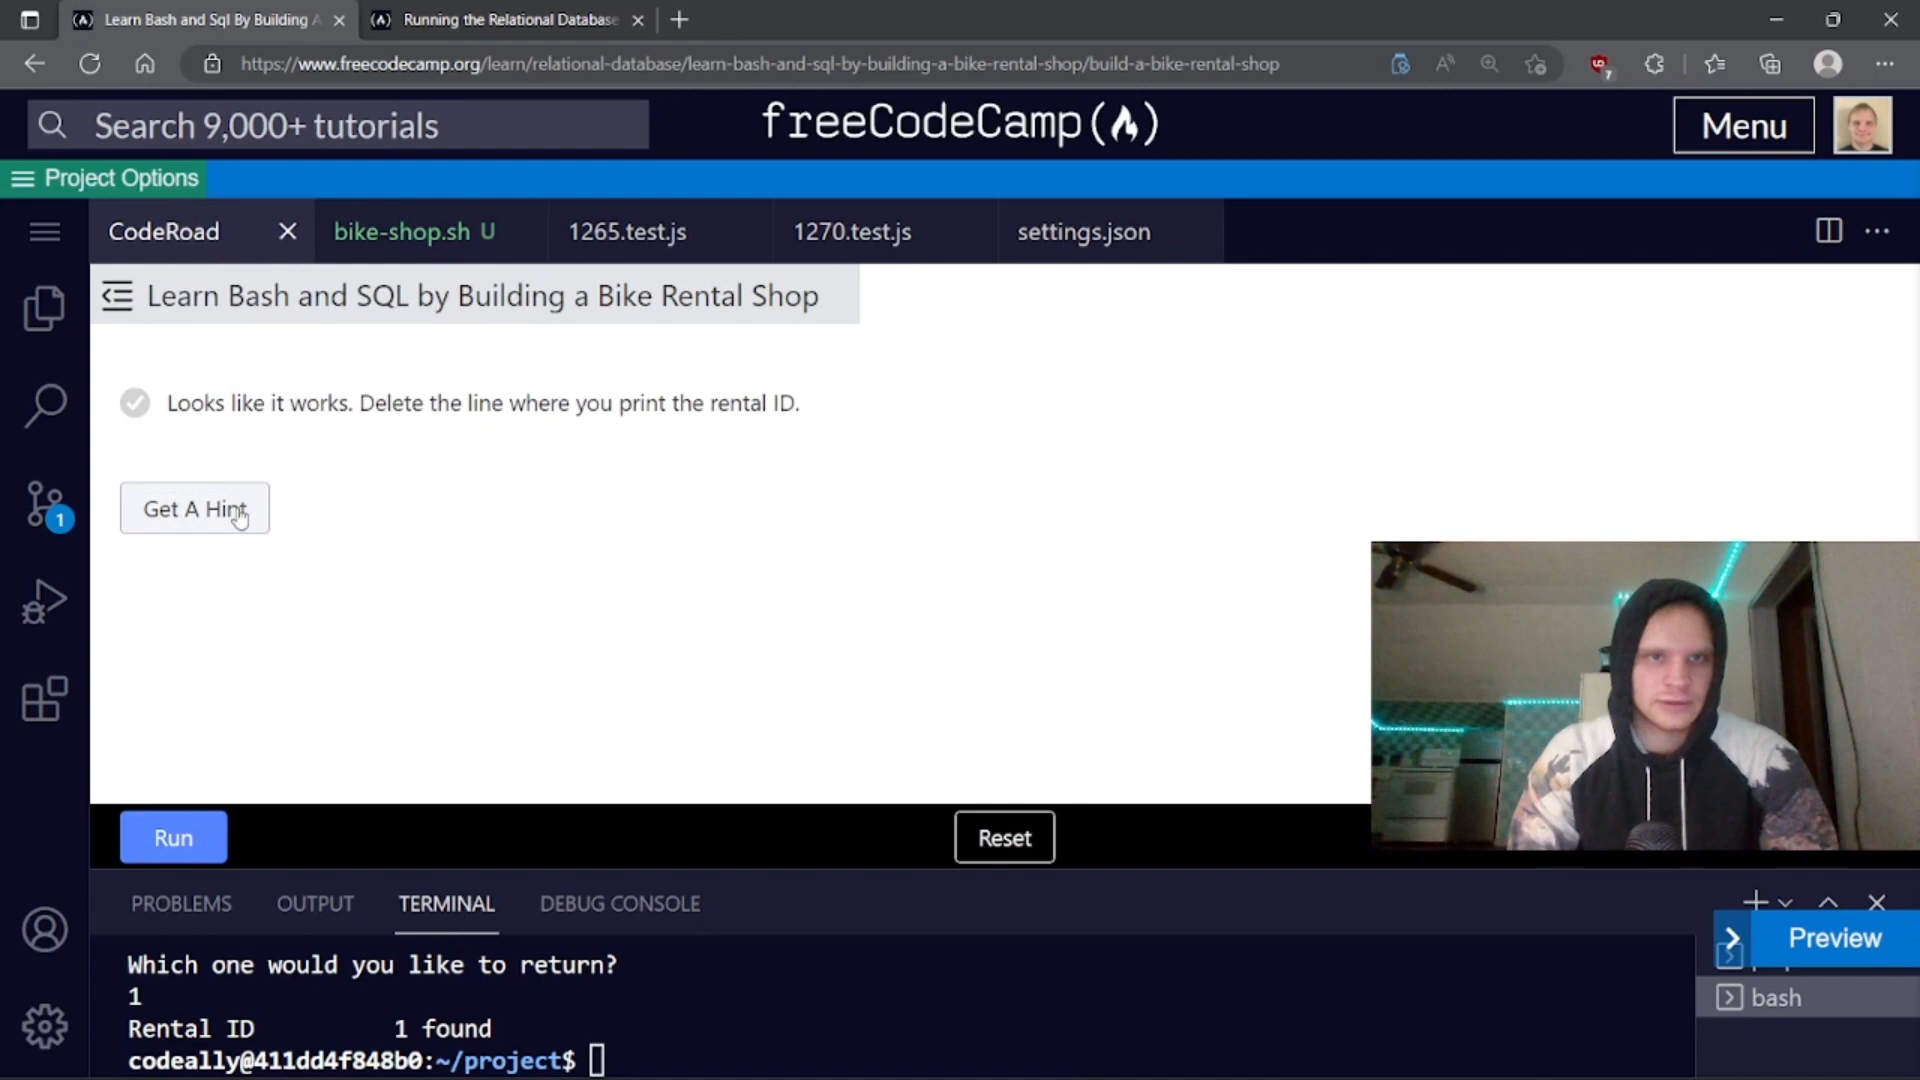 Learn Bash and Sql By Building A
Running the Relational Database
https://www.freecodecamp.org/learn/relational-database/learn-bash-and-sql-by-building-a-bike-rental-shop/build-a-bike-rental-shop
7
Search 9,000+ tutorials
freeCodeCamp
Menu
Project Options
CodeRoad
bike-shop.sh U
1265.test.js
1270.test.js
settings.json
Learn Bash and SQL by Building a Bike Rental Shop
Looks like it works. Delete the line where you print the rental ID.
Get A Hint
1
Run
Reset
PROBLEMS
OUTPUT
TERMINAL
DEBUG CONSOLE
Preview
bash
Which one would you like to return?
1
Rental ID 1 found
codeally@411dd4f848b0:~/project$